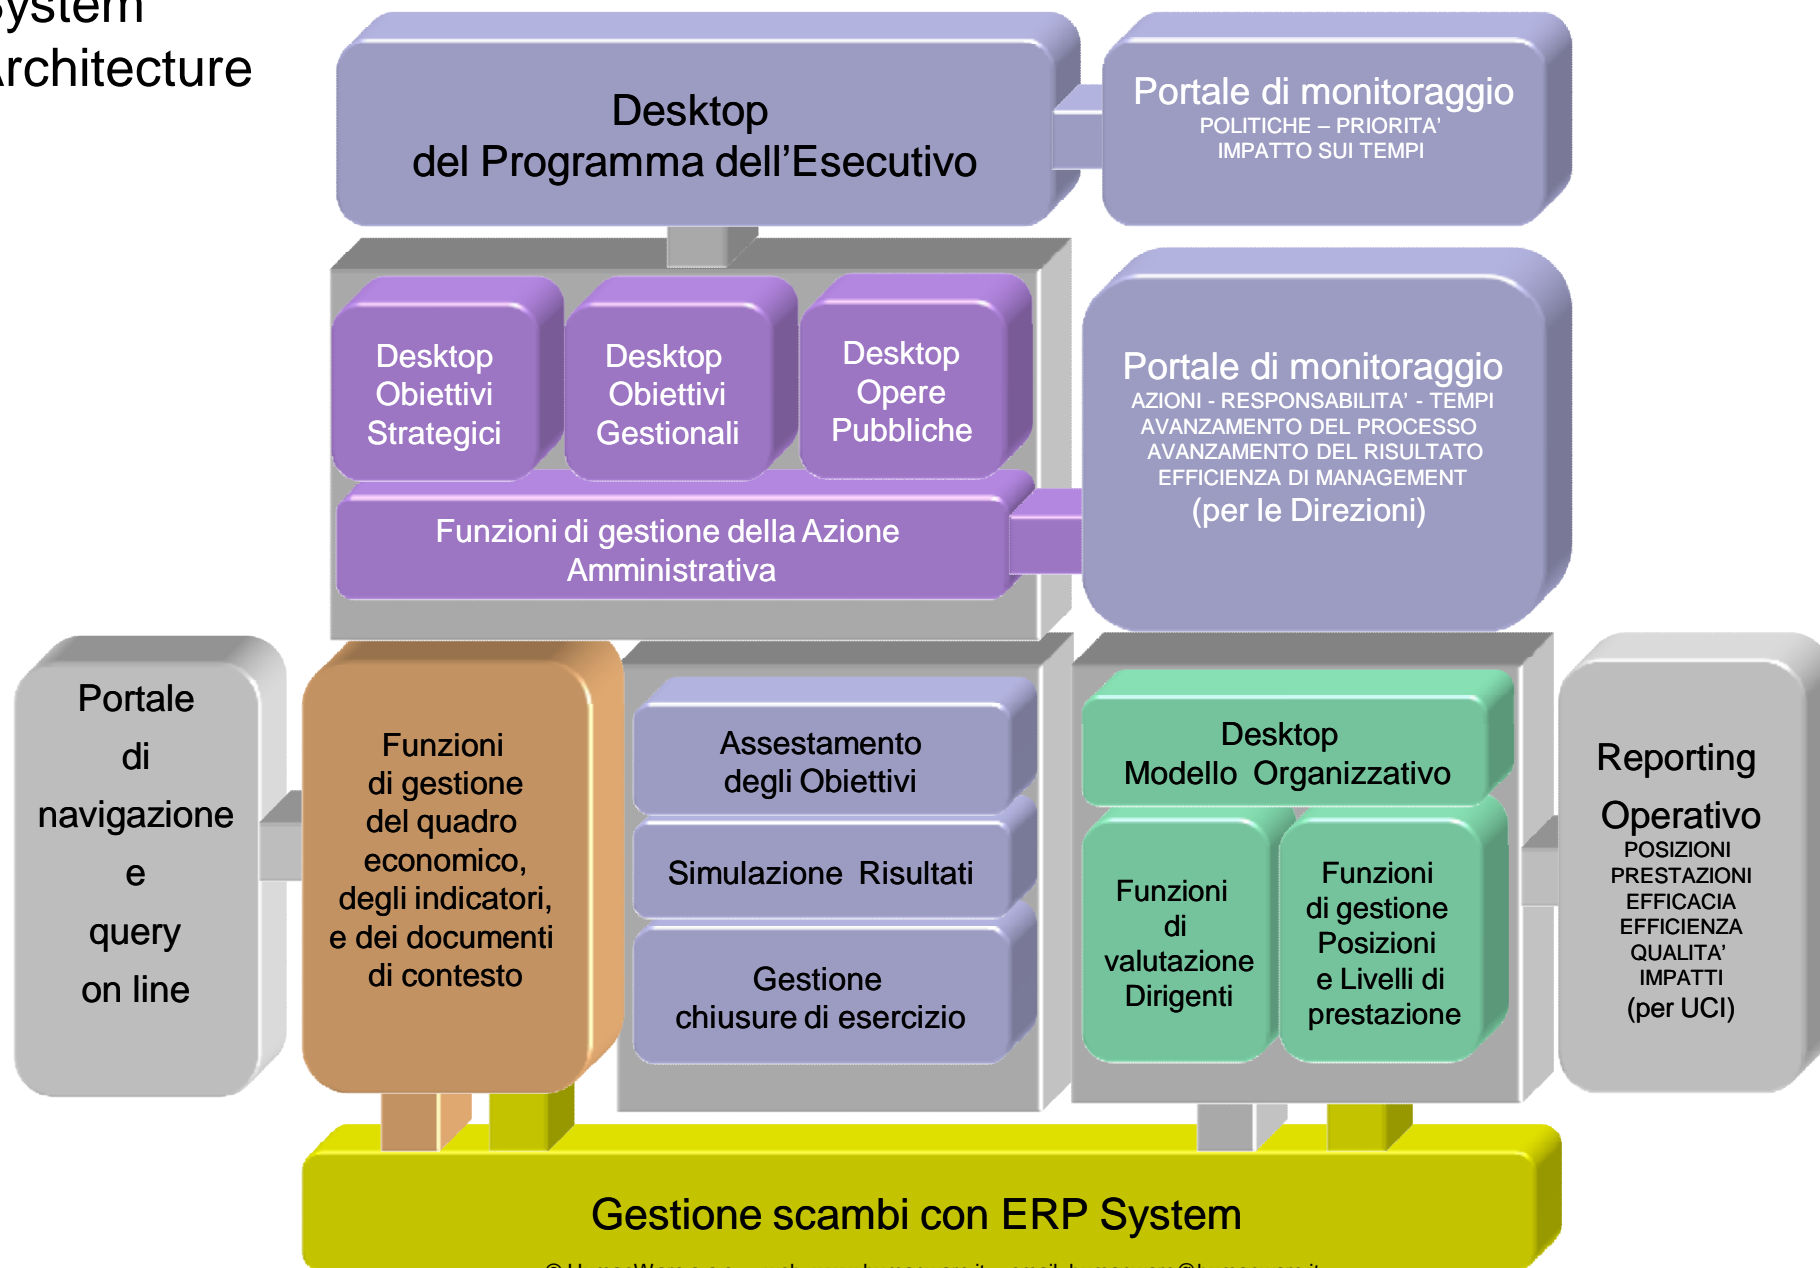 System
Architecture
Desktop
del Programma dell’Esecutivo
Portale di monitoraggio
POLITICHE – PRIORITA’
IMPATTO SUI TEMPI
Desktop
Obiettivi
Strategici
Desktop
Obiettivi
Gestionali
Desktop
Opere
Pubbliche
Funzioni di gestione della Azione
Amministrativa
Portale di monitoraggio
AZIONI - RESPONSABILITA’ - TEMPI
AVANZAMENTO DEL PROCESSO
AVANZAMENTO DEL RISULTATO
EFFICIENZA DI MANAGEMENT
(per le Direzioni)
Portale
di
navigazione
e
query
on line
Funzioni
di gestione
del quadro
economico,
degli indicatori,
e dei documenti
di contesto
Assestamento
degli Obiettivi
Simulazione Risultati
Gestione
chiusure di esercizio
Desktop
Modello Organizzativo
Funzioni
di
valutazione
Dirigenti
Funzioni
di gestione
Posizioni
e Livelli di
prestazione
Reporting
Operativo
POSIZIONI
PRESTAZIONI
EFFICACIA
EFFICIENZA
QUALITA’
IMPATTI
(per UCI)
Gestione scambi con ERP System